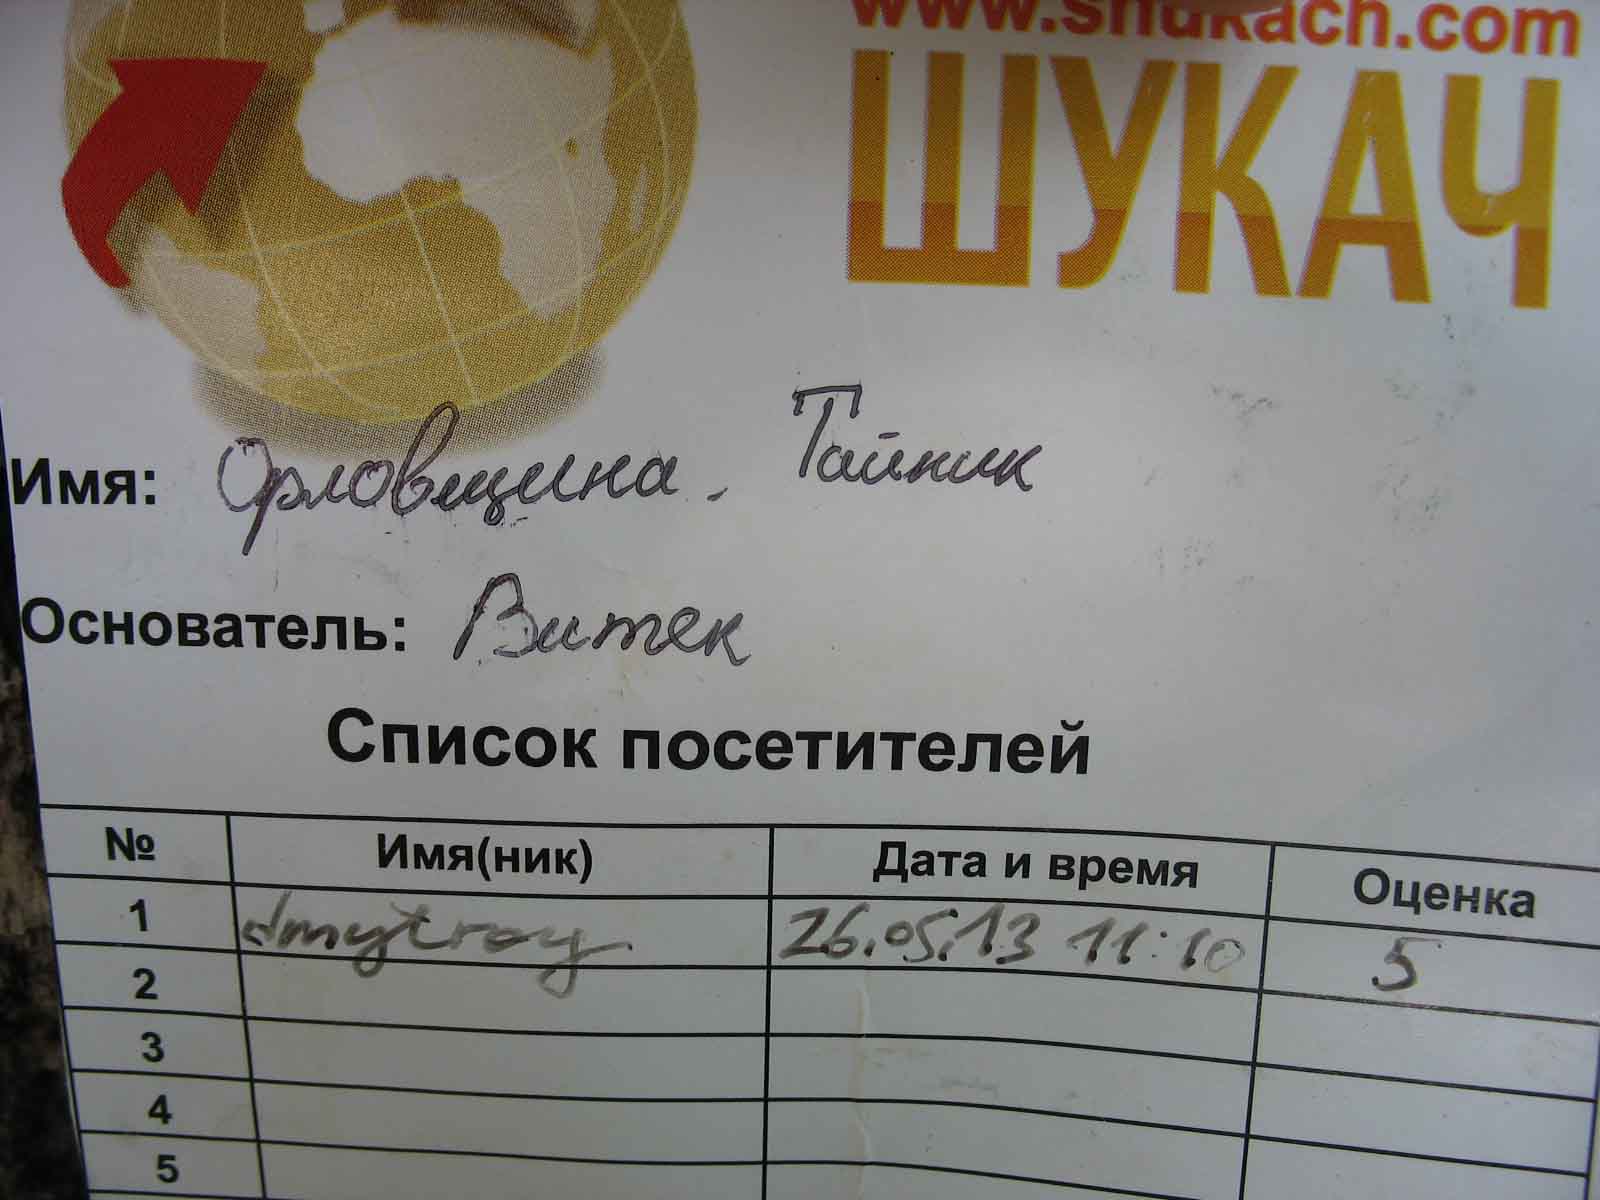 www.shukach.com
ШУКАЧ
Имя: Орловщина. Тайник
Основатель: Витек
Список посетителей
№ Имя(ник) Дата и время Оценка
1 dmytroy 26.05.13 11:10 5
2
3
4
5